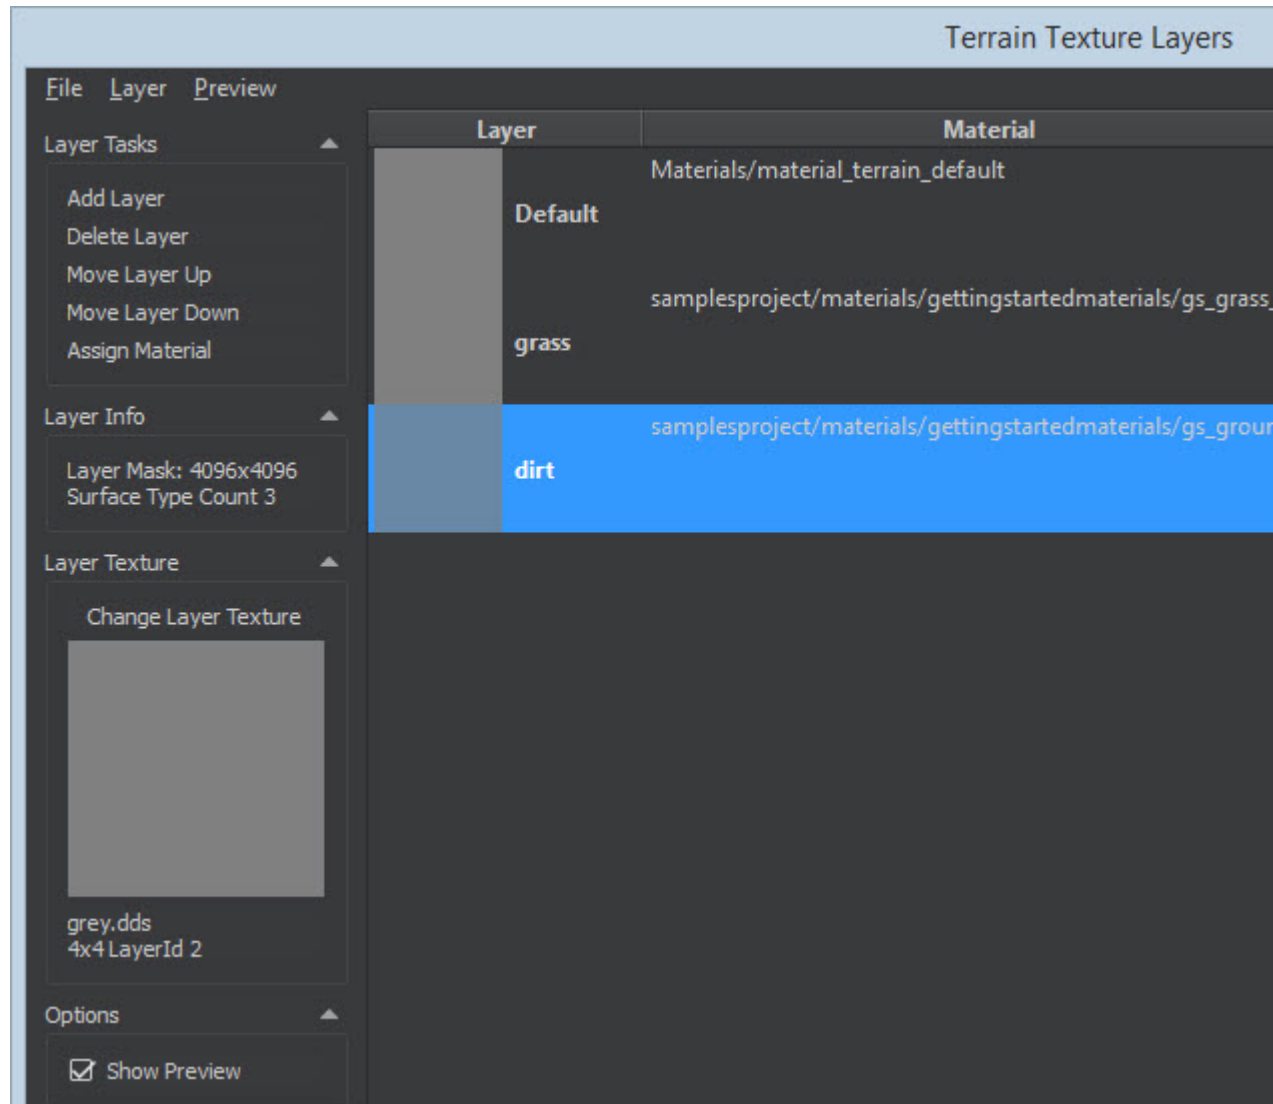 Terrain Texture Layers
File Layer Preview
Layer Tasks
Add Layer
Delete Layer
Move Layer Up
Move Layer Down
Assign Material
Layer Info
Layer Mask: 4096x4096
Surface Type Count 3
Layer Texture
Change Layer Texture
grey.dds
4x4 LayerId 2
Options
Show Preview
Layer Material
Materials/material_terrain_default
Default
samplesproject/materials/gettingstartedmaterials/gs_grass_
grass
samplesproject/materials/gettingstartedmaterials/gs_groun
dirt